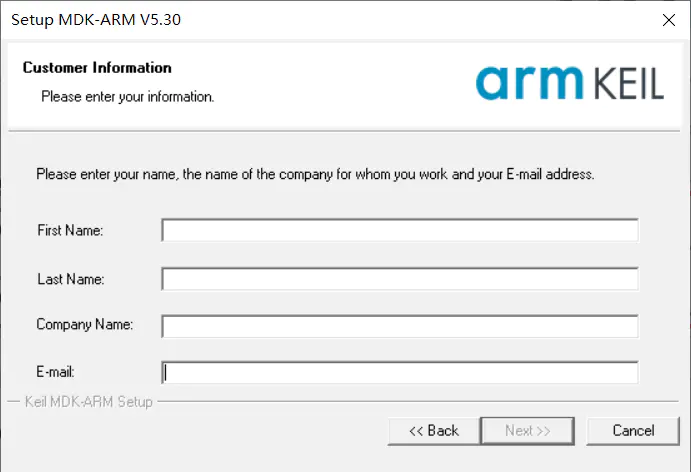 Setup MDK-ARM V5.30
Customer Information
Please enter your information.
arm KEIL
Please enter your name, the name of the company for whom you work and your E-mail address.
First Name:
Last Name:
Company Name:
E-mail:
Keil MDK-ARM Setup
<< Back
Next >>
Cancel